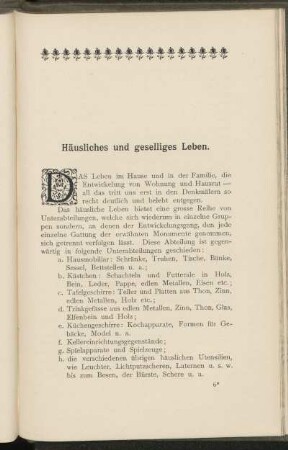 Häusliches und geselliges Leben.
DAS Leben im Hause und in der Familie, die
Entwickelung von Wohnung und Hausrat —
all das tritt uns erst in den Denkmälern so
recht deutlich und belebt entgegen.
Das häusliche Leben bietet eine grosse Reihe von
Unterabteilungen, welche sich wiederum in einzelne Grup-
pen sondern, an denen der Entwickelungsgang, den jede
einzelne Gattung der erwähnten Monumente genommen,
sich getrennt verfolgen lässt. Diese Abteilung ist gegen-
wärtig in folgende Unterabteilungen geschieden:
a. Hausmobiliar: Schränke, Truhen, Tische, Bänke,
Sessel, Bettstellen u. s.;
b. Kästchen: Schachteln und Futterale in Holz,
Bein, Leder, Pappe, edlen Metallen, Eisen etc.;
c. Tafelgeschirre: Teller und Platten aus Thon, Zinn,
edlen Metallen, Holz etc.;
d. Trinkgefässe aus edlen Metallen, Zinn, Thon, Glas,
Elfenbein und Holz;
e. Küchengeschirre: Kochapparate, Formen für Ge-
bäcke, Model u. a.
f. Kellereinrichtungsgegenstände;
g. Spielapparate und Spielzeuge;
h. die verschiedenen übrigen häuslichen Utensilien,
wie Leuchter, Lichtputzscheren, Laternen u. s. w.
bis zum Besen, der Bürste, Schere u. a.
6*